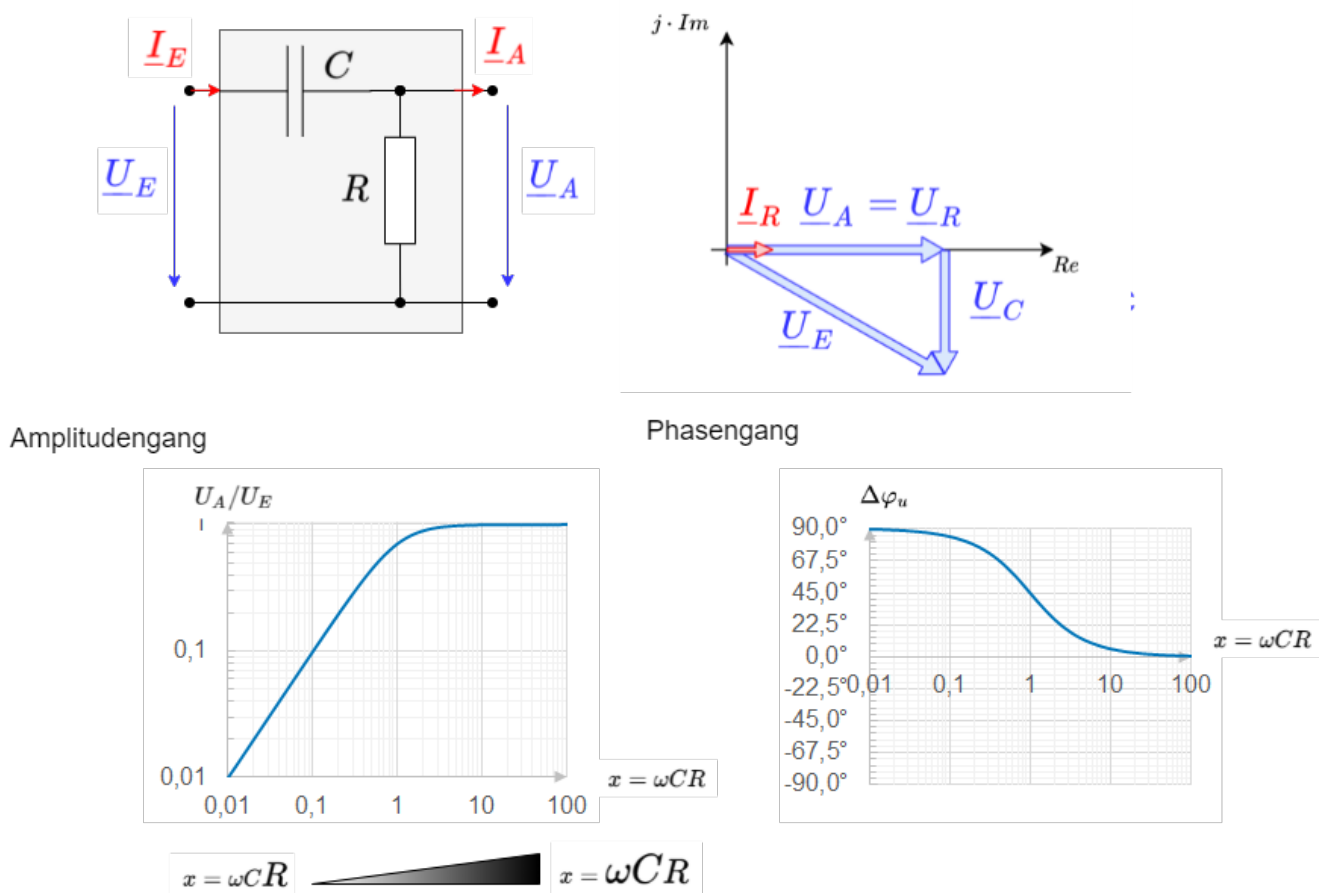 I_E
C
I_A
U_E
R
U_A
j · Im
I_R U_A = U_R
Re
U_C
U_E
Amplitudengang
U_A/U_E
1
0,1
0,01
0,01 0,1 1 10 100
x = ωCR
x = ωCR
x = ωCR
Phasengang
Δφ_u
90,0°
67,5°
45,0°
22,5°
0,0°
-22,5°
-45,0°
-67,5°
-90,0°
0,01 0,1 1 10 100
x = ωCR